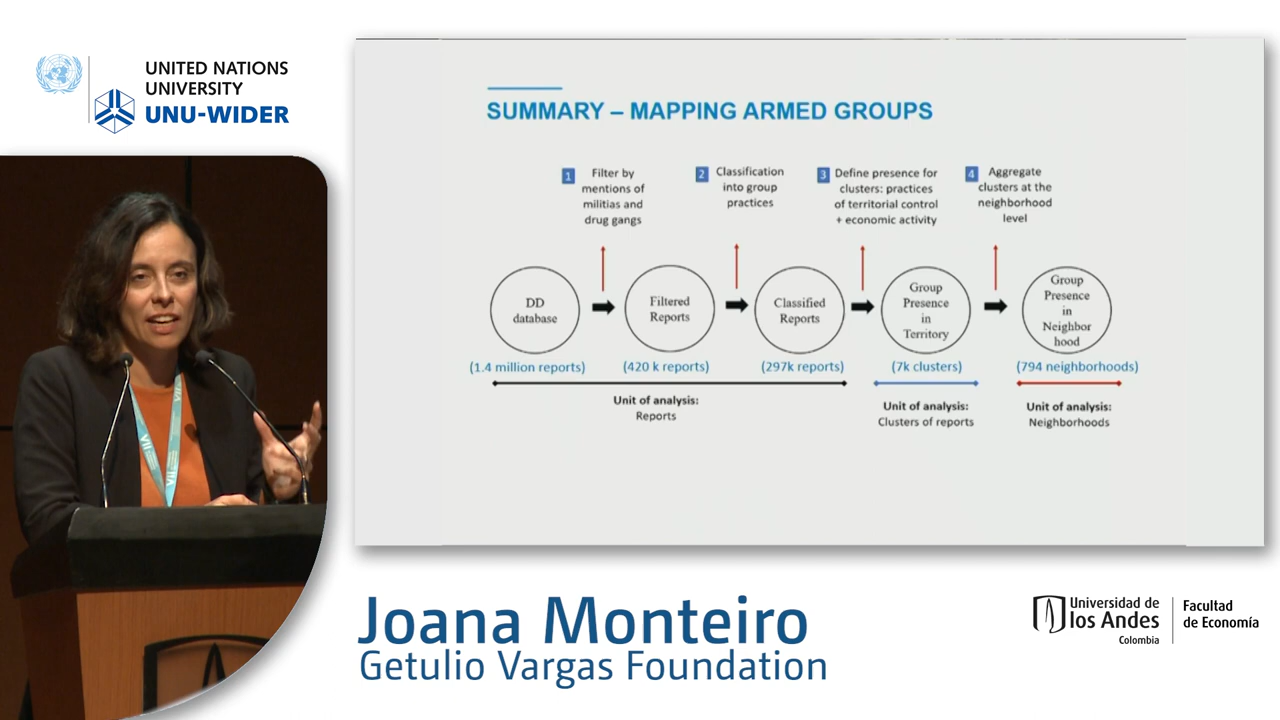 UNITED NATIONS
UNIVERSITY
UNU-WIDER
SUMMARY – MAPPING ARMED GROUPS
1
Filter by
mentions of
militias and
drug gangs
2
Classification
into group
practices
3
Define presence for
clusters: practices
of territorial control
+ economic activity
4
Aggregate
clusters at the
neighborhood
level
DD
database
Filtered
Reports
Classified
Reports
Group
Presence
in
Territory
Group
Presence
in
Neighbor
hood
(1.4 million reports)
(420 k reports)
(297k reports)
(7k clusters)
(794 neighborhoods)
Unit of analysis:
Reports
Unit of analysis:
Clusters of reports
Unit of analysis:
Neighborhoods
VII
VII
Joana Monteiro
Getulio Vargas Foundation
Universidad de
los Andes
Colombia
Facultad
de Economía